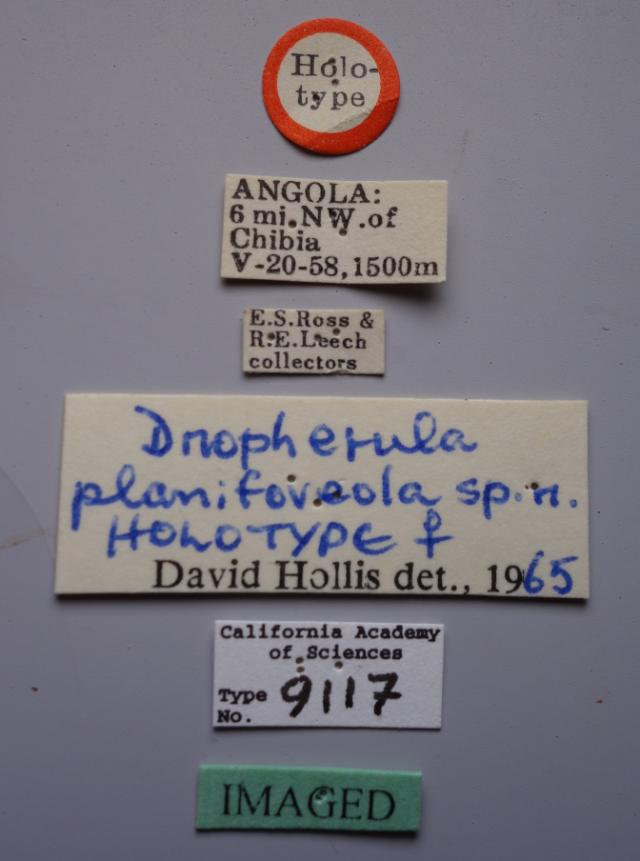 Holo-
type
ANGOLA:
6 mi. NW. of
Chibia
V-20-58, 1500m
E.S.Ross &
R.E.Leech
collectors
Dnopherula
planifoveola sp.n.
HOLOTYPE ♀
David Hollis det., 1965
California Academy
of Sciences
Type
No. 9117
IMAGED